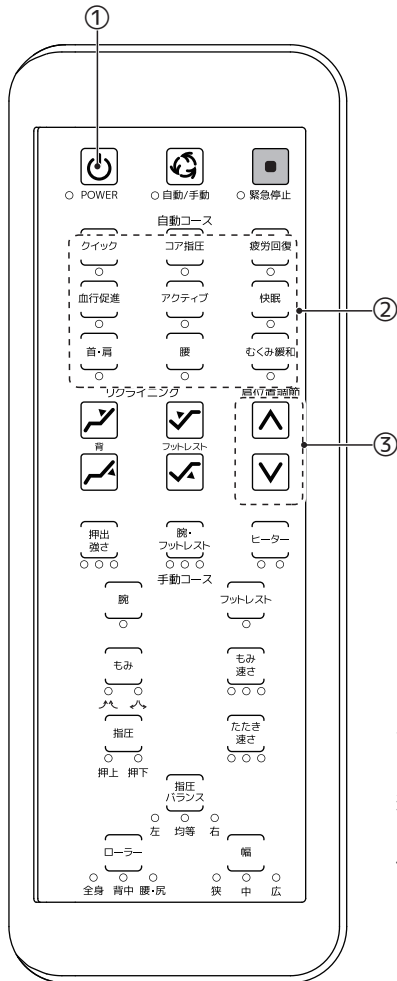 ①
POWER 自動/手動 緊急停止
自動コース
クイック コア指圧 疲労回復
血行促進 アクティブ 快眠
②
首・肩 腰 むくみ緩和
リクライニング 肩位置調節
背 フットレスト
③
押出強さ 腕・フットレスト ヒーター
手動コース
腕 フットレスト
もみ もみ速さ
指圧 たたき速さ
押上 押下
指圧バランス
左 均等 右
ローラー 幅
全身 背中 腰・尻 狭 中 広